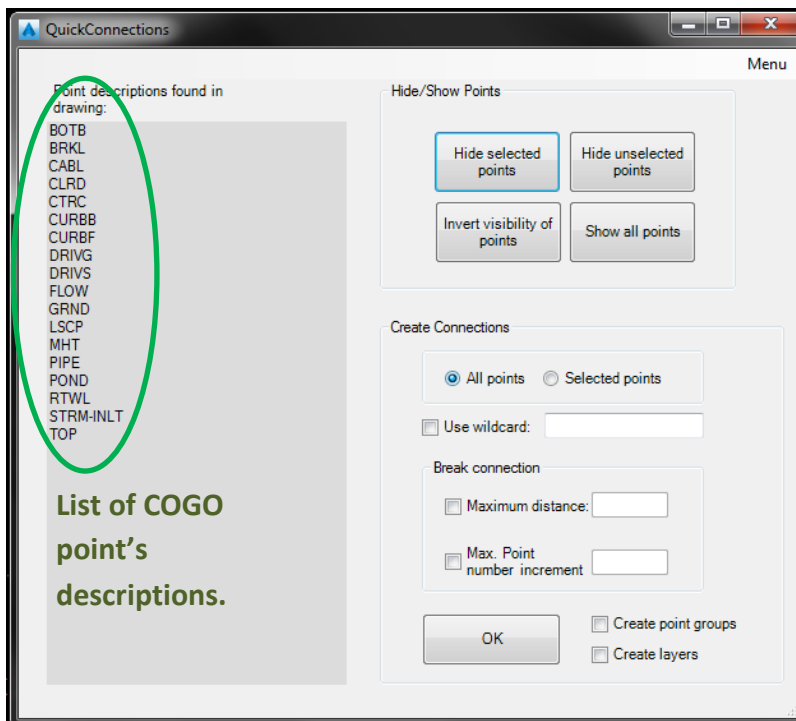 QuickConnections
Menu
Point descriptions found in
drawing:
BOTB
BRKL
CABL
CLRD
CTRC
CURBB
CURBF
DRIVG
DRIVS
FLOW
GRND
LSCP
MHT
PIPE
POND
RTWL
STRM-INLT
TOP
List of COGO
point’s
descriptions.
Hide/Show Points
Hide selected
points
Hide unselected
points
Invert visibility of
points
Show all points
Create Connections
All points
Selected points
Use wildcard:
Break connection
Maximum distance:
Max. Point
number increment
OK
Create point groups
Create layers